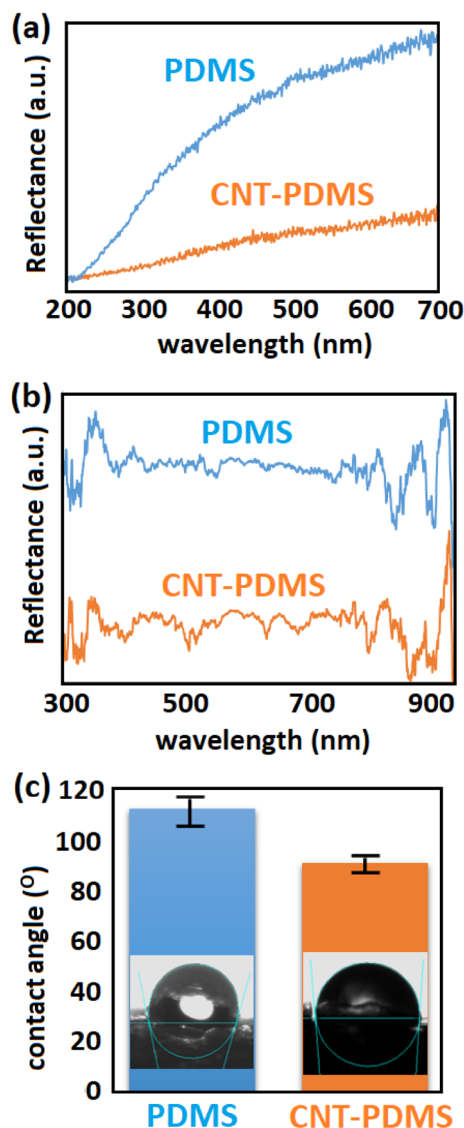 (a)
PDMS
CNT-PDMS
Reflectance (a.u.)
200 300 400 500 600 700
wavelength (nm)
(b)
PDMS
CNT-PDMS
Reflectance (a.u.)
300 500 700 900
wavelength (nm)
(c)
120
100
80
60
40
20
0
contact angle (O)
PDMS CNT-PDMS